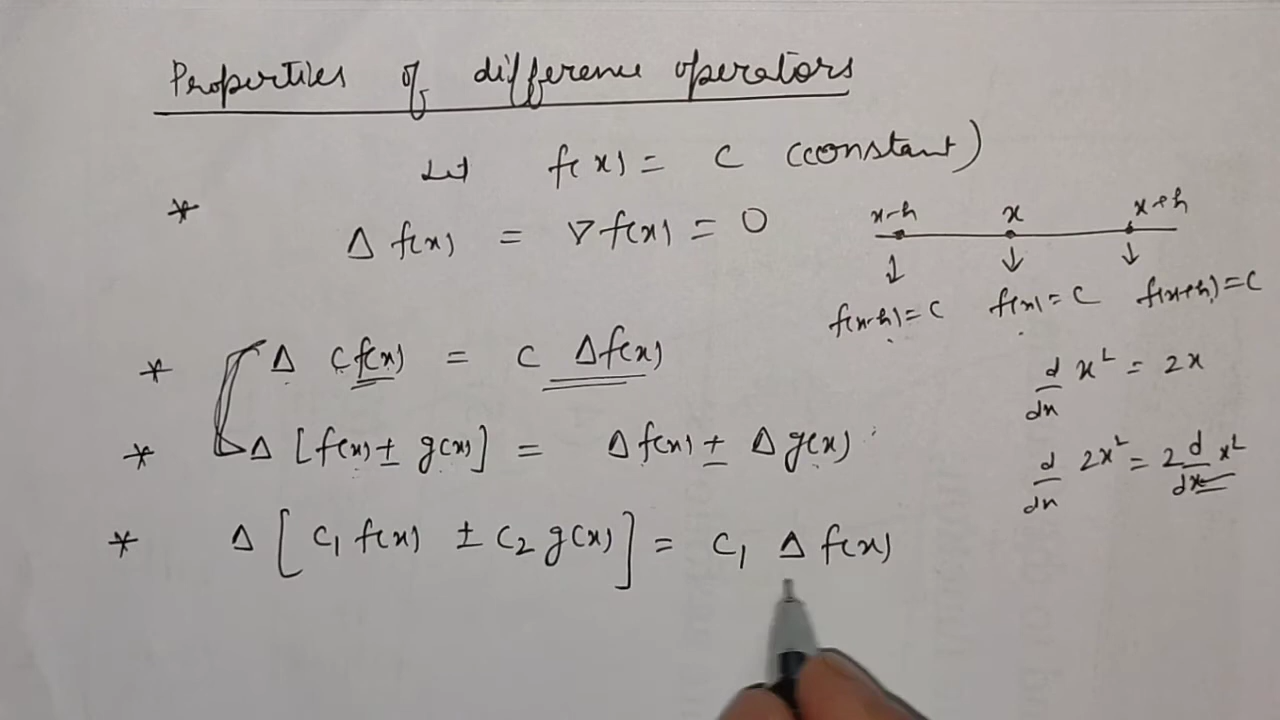 Properties of difference operators
Let f(x) = C (constant)
* Δ f(x) = ∇ f(x) = 0
x-h x x+h
↓ ↓ ↓
f(x-h) = C f(x) = C f(x+h) = C
* Δ C f(x) = C Δ f(x)
d/dx x² = 2x
* Δ [f(x) ± g(x)] = Δ f(x) ± Δ g(x)
d/dx 2x² = 2 d/dx x²
* Δ [C₁ f(x) ± C₂ g(x)] = C₁ Δ f(x)